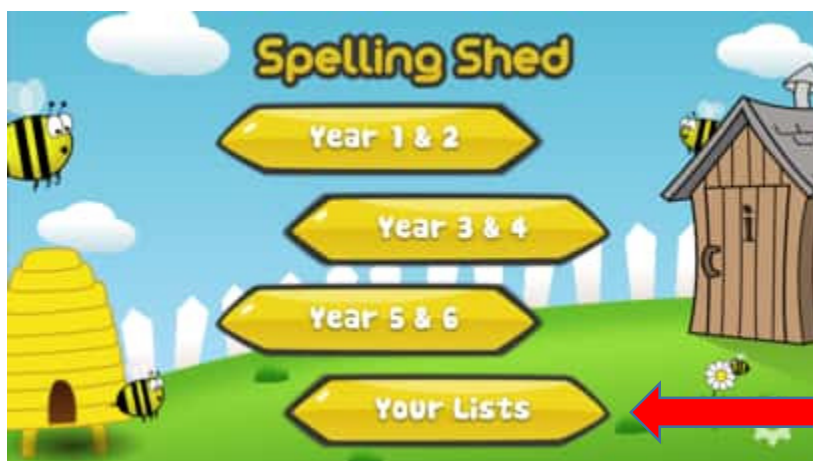 Spelling Shed
Year 1 & 2
Year 3 & 4
i
Year 5 & 6
Your Lists